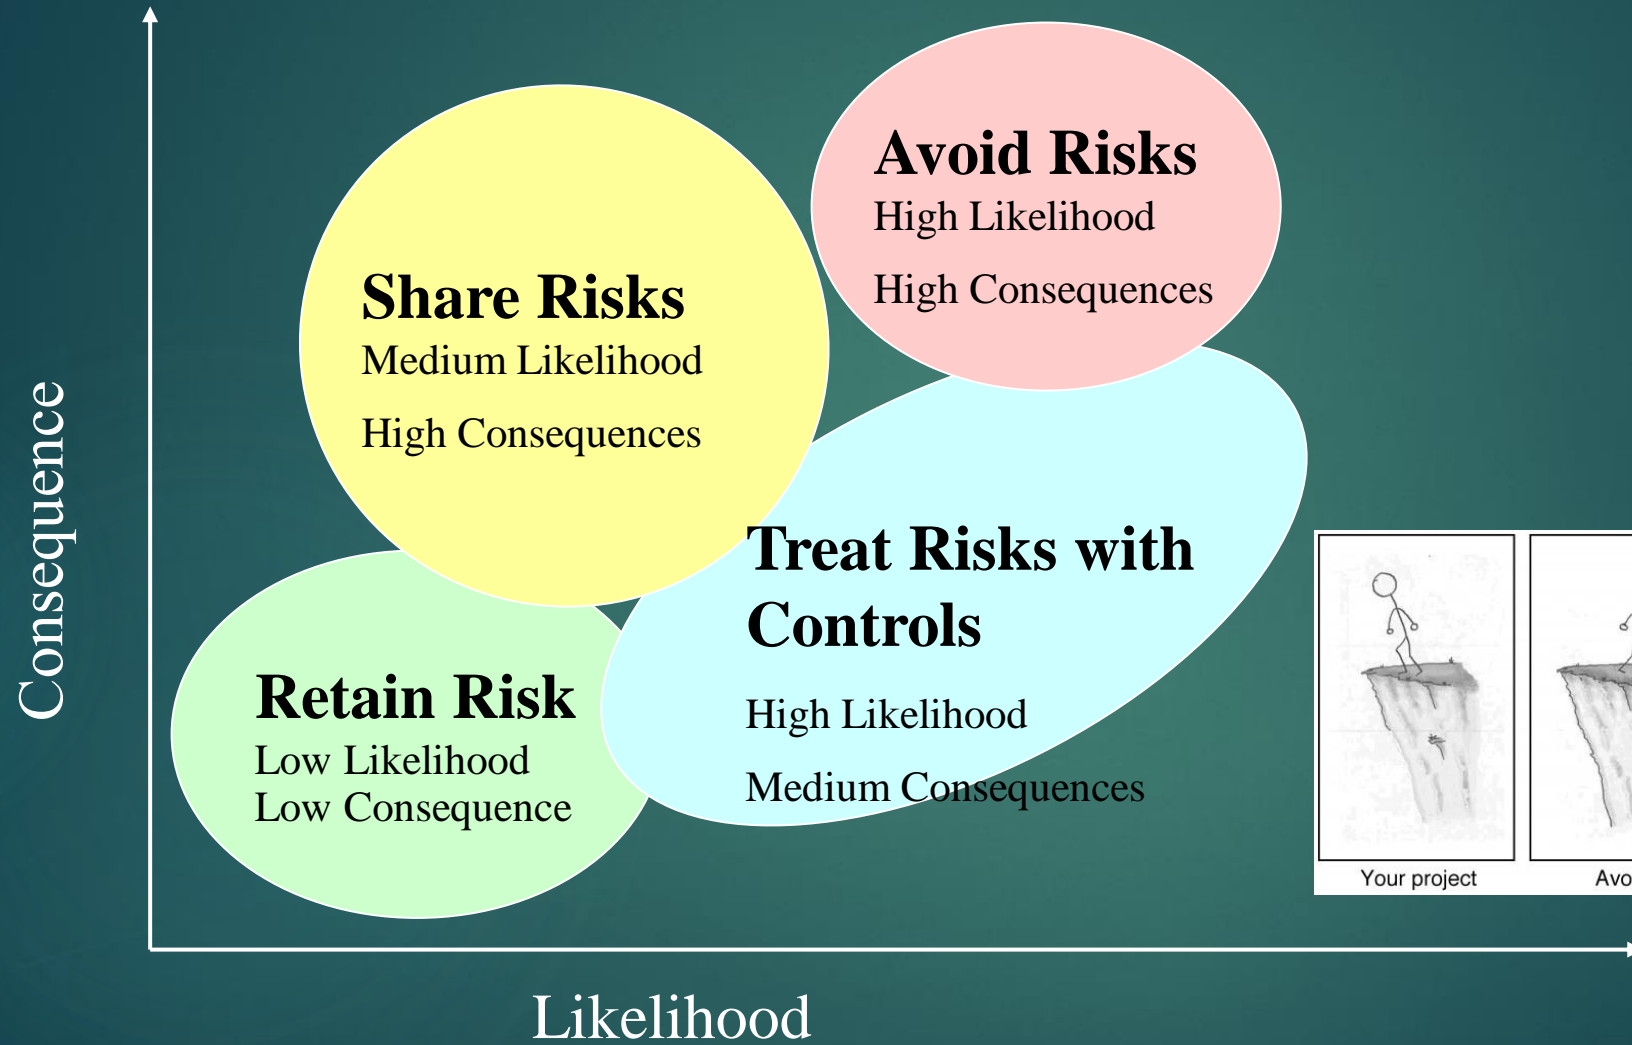 Consequence
Avoid Risks
High Likelihood
High Consequences
Share Risks
Medium Likelihood
High Consequences
Treat Risks with
Controls
High Likelihood
Medium Consequences
Retain Risk
Low Likelihood
Low Consequence
Your project
Avo
Likelihood